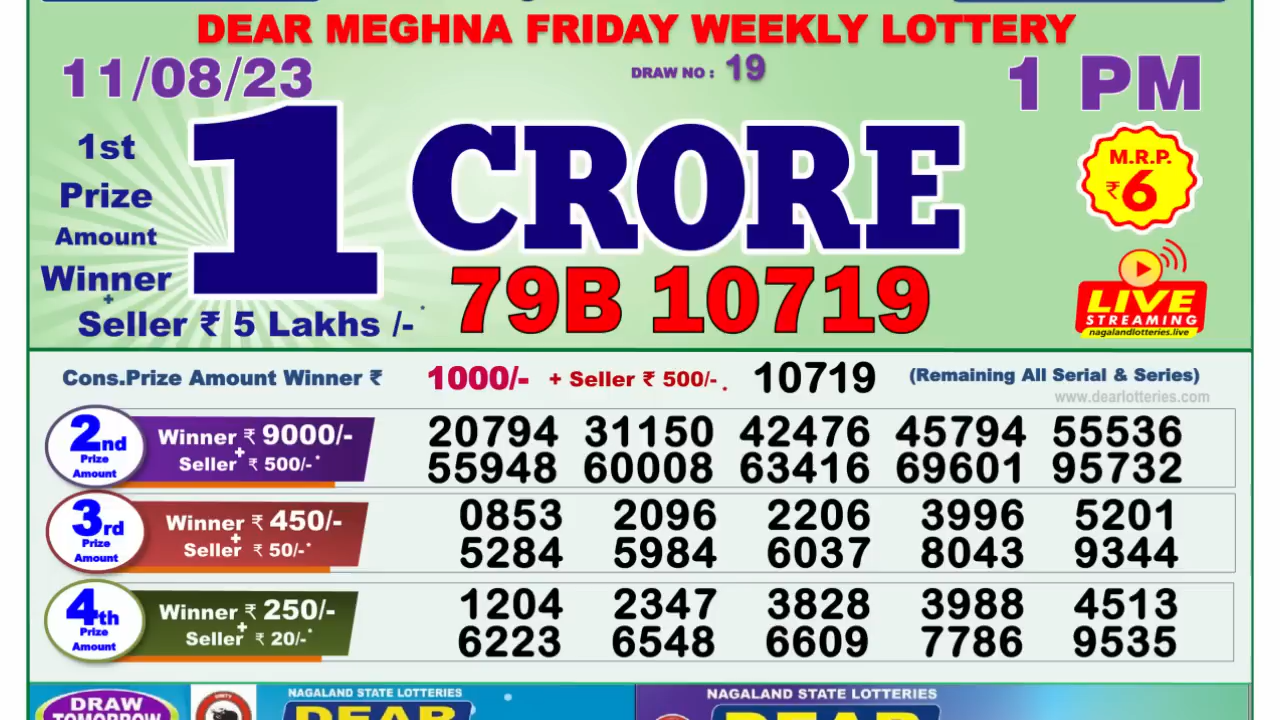 DEAR MEGHNA FRIDAY WEEKLY LOTTERY
11/08/23
DRAW NO : 19
1 PM
1st
Prize
Amount
Winner
+
Seller ₹ 5 Lakhs /- *
1 CRORE
79B 10719
M.R.P.
₹6
LIVE
STREAMING
nagalandlotteries.live
Cons.Prize Amount Winner ₹ 1000/- + Seller ₹ 500/- . 10719 (Remaining All Serial & Series)
www.dearlotteries.com
2nd
Prize
Amount
Winner ₹ 9000/-
+
Seller ₹ 500/- *
20794 31150 42476 45794 55536
55948 60008 63416 69601 95732
3rd
Prize
Amount
Winner ₹ 450/-
+
Seller ₹ 50/- *
0853 2096 2206 3996 5201
5284 5984 6037 8043 9344
4th
Prize
Amount
Winner ₹ 250/-
+
Seller ₹ 20/- *
1204 2347 3828 3988 4513
6223 6548 6609 7786 9535
DRAW
TOMORROW
UNITY
NAGALAND STATE LOTTERIES
DEAR
NAGALAND STATE LOTTERIES
DEAR